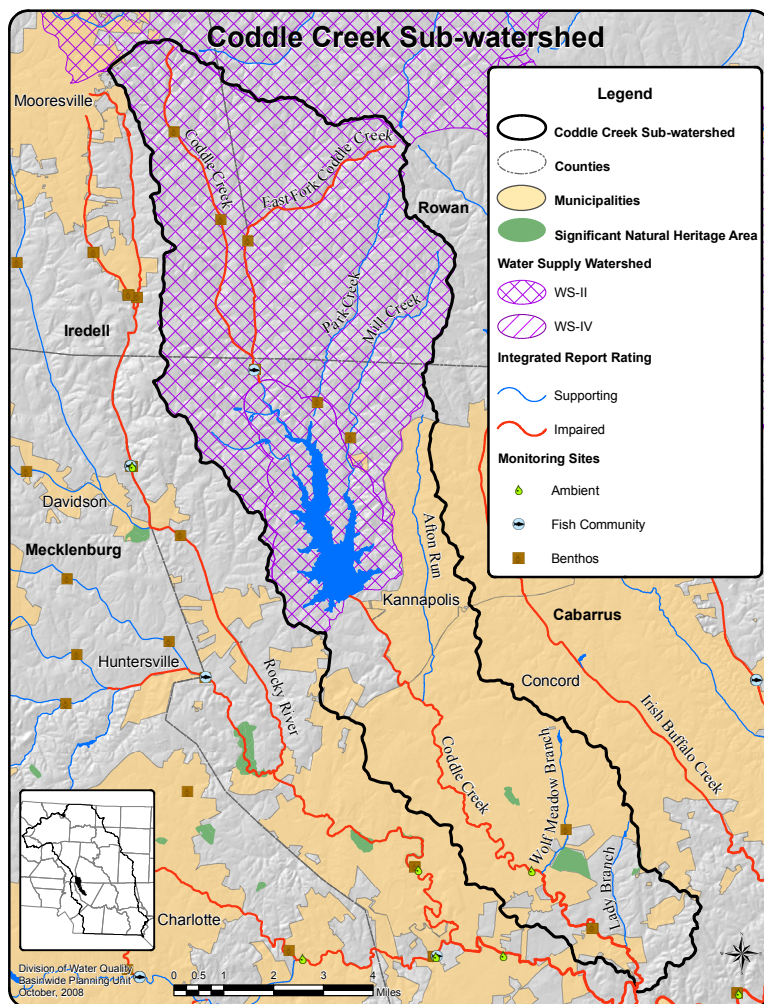 Coddle Creek Sub-watershed
Legend
Coddle Creek Sub-watershed
Counties
Municipalities
Significant Natural Heritage Area
Water Supply Watershed
WS-II
WS-IV
Integrated Report Rating
Supporting
Impaired
Monitoring Sites
Ambient
Fish Community
Benthos
Mooresville
Coddle Creek
East Fork Coddle Creek
Rowan
Park Creek
Mill Creek
Iredell
Davidson
Mecklenburg
Afton Run
Kannapolis
Cabarrus
Huntersville
Rocky River
Concord
Irish Buffalo Creek
Coddle Creek
Wolf Meadow Branch
Lady Branch
Charlotte
Division of Water Quality
Basinwide Planning Unit
October, 2008
0 0.5 1 2 3 4
Miles